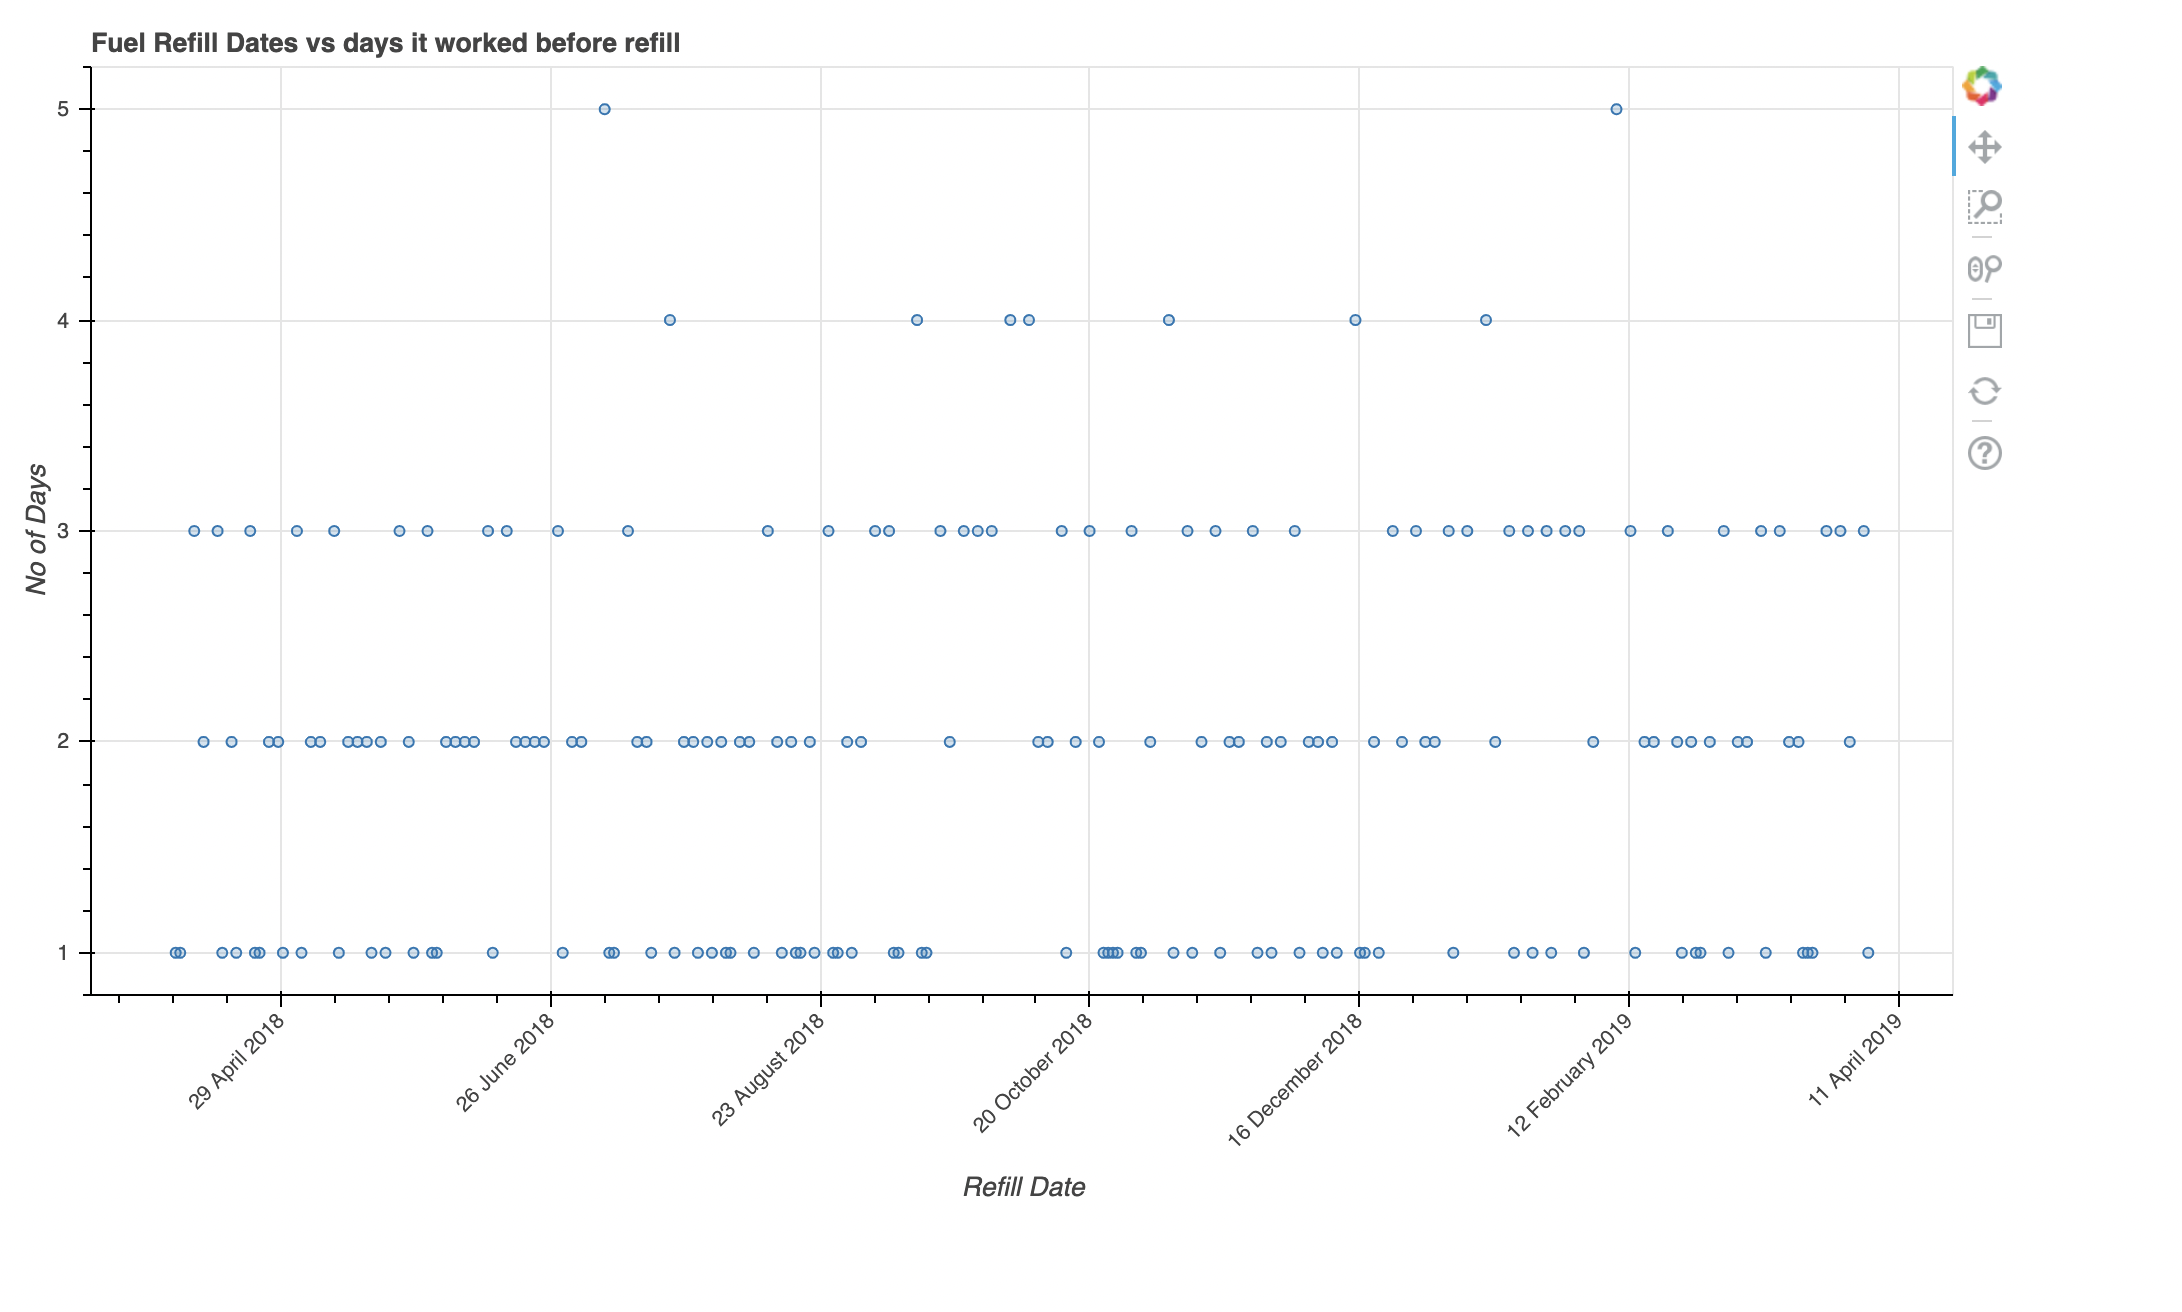 Fuel Refill Dates vs days it worked before refill
5
4
3
2
1
No of Days
29 April 2018
26 June 2018
23 August 2018
20 October 2018
16 December 2018
12 February 2019
11 April 2019
Refill Date